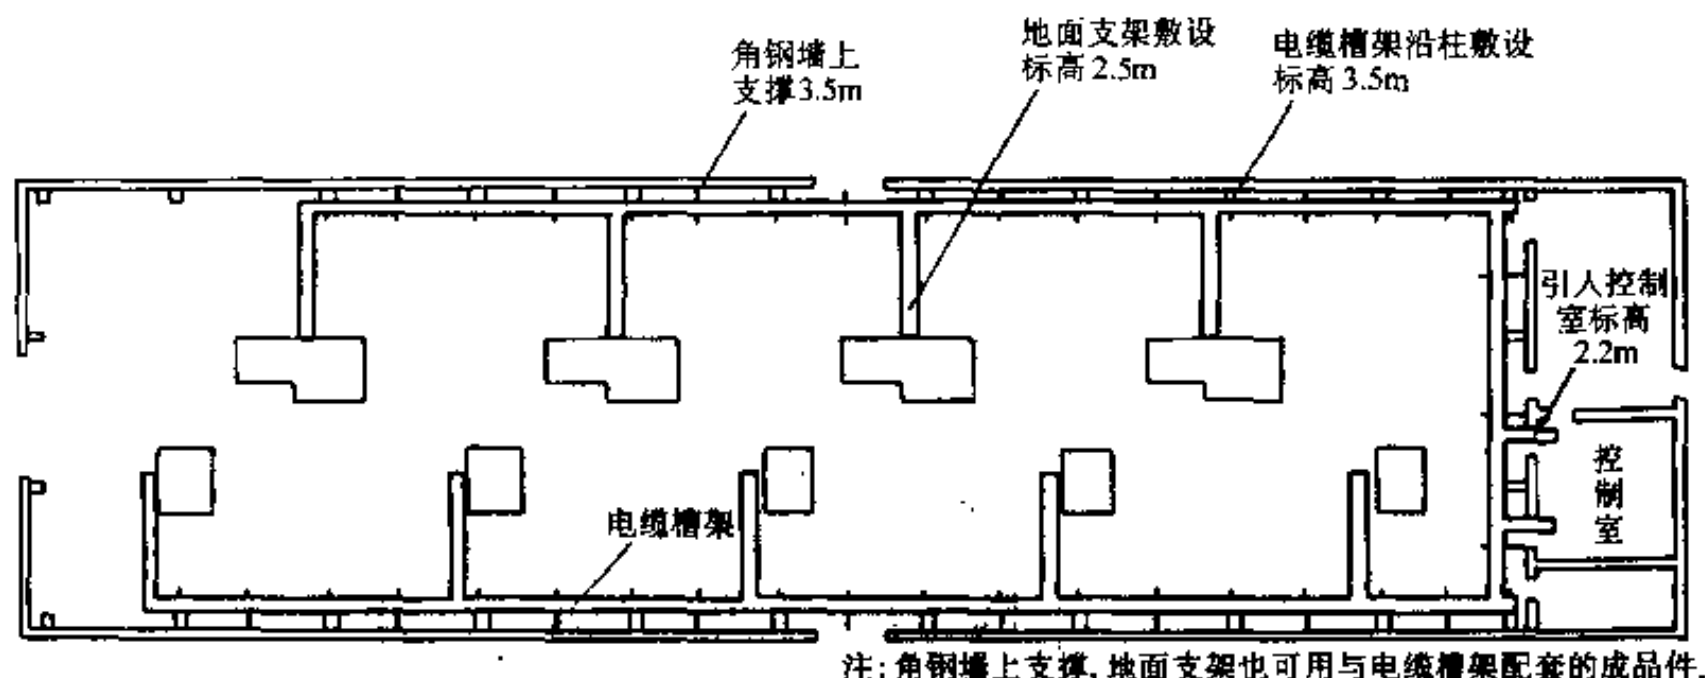 角钢墙上
支撑3.5m
地面支架敷设
标高2.5m
电缆槽架沿柱敷设
标高3.5m
引人控制
室标高
2.2m
控
制
室
电缆槽架
注:角钢墙上支撑,地面支架也可用与电缆槽架配套的成品件.